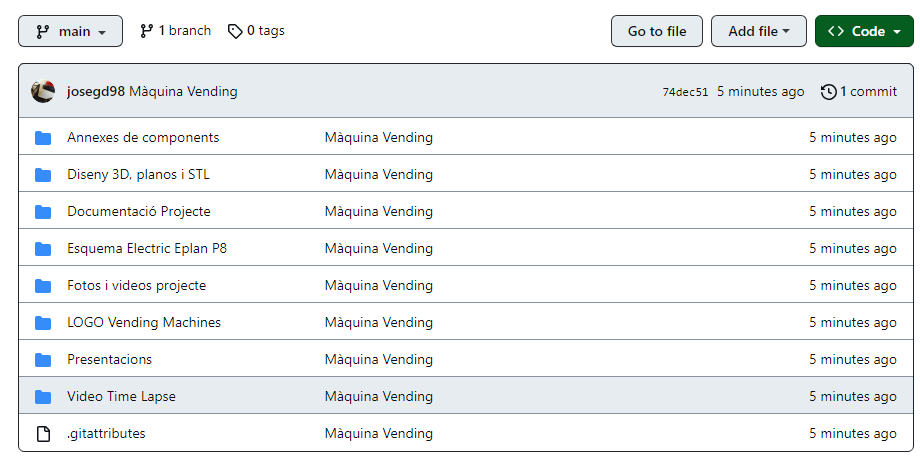 main 1 branch 0 tags Go to file Add file Code
josegd98 Màquina Vending 74dec51 5 minutes ago 1 commit
Annexes de components Màquina Vending 5 minutes ago
Diseny 3D, planos i STL Màquina Vending 5 minutes ago
Documentació Projecte Màquina Vending 5 minutes ago
Esquema Electric Eplan P8 Màquina Vending 5 minutes ago
Fotos i videos projecte Màquina Vending 5 minutes ago
LOGO Vending Machines Màquina Vending 5 minutes ago
Presentacions Màquina Vending 5 minutes ago
Video Time Lapse Màquina Vending 5 minutes ago
.gitattributes Màquina Vending 5 minutes ago